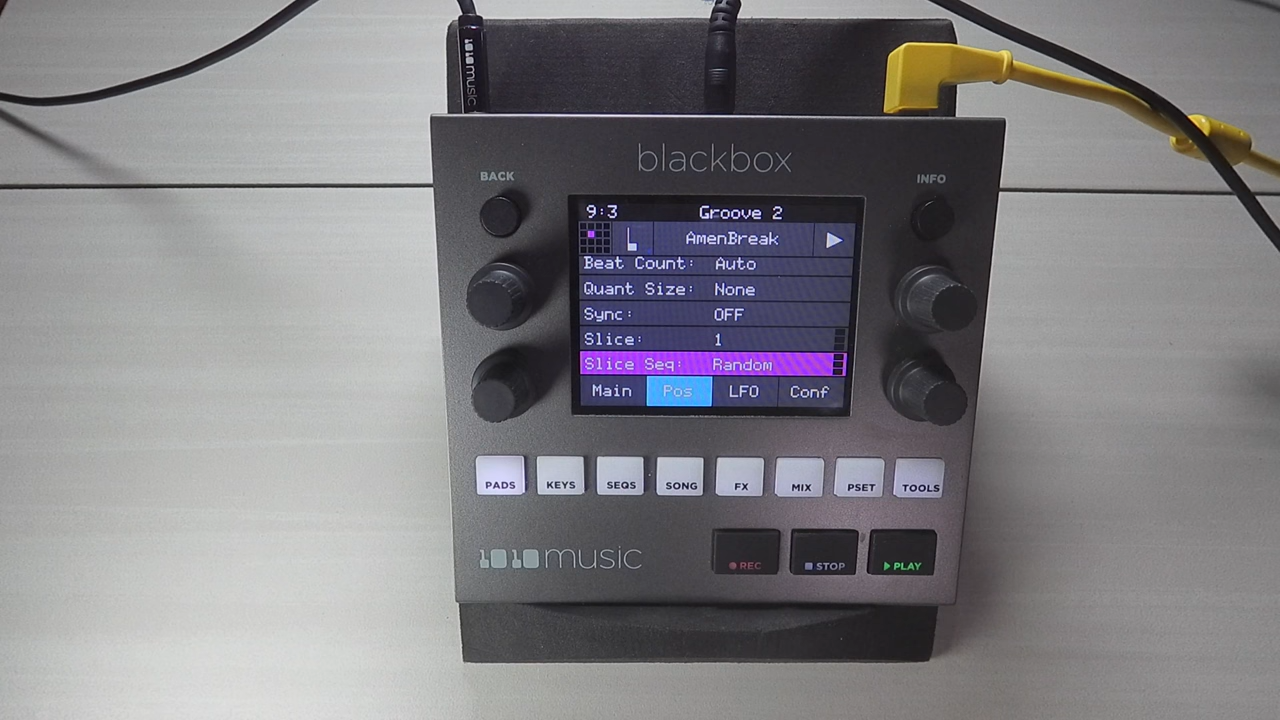 1010music
blackbox
BACK
INFO
9:3 Groove 2
AmenBreak
Beat Count: Auto
Quant Size: None
Sync: OFF
Slice: 1
Slice Seq: Random
Main Pos LFO Conf
PADS KEYS SEQS SONG FX MIX PSET TOOLS
1010music
REC STOP PLAY